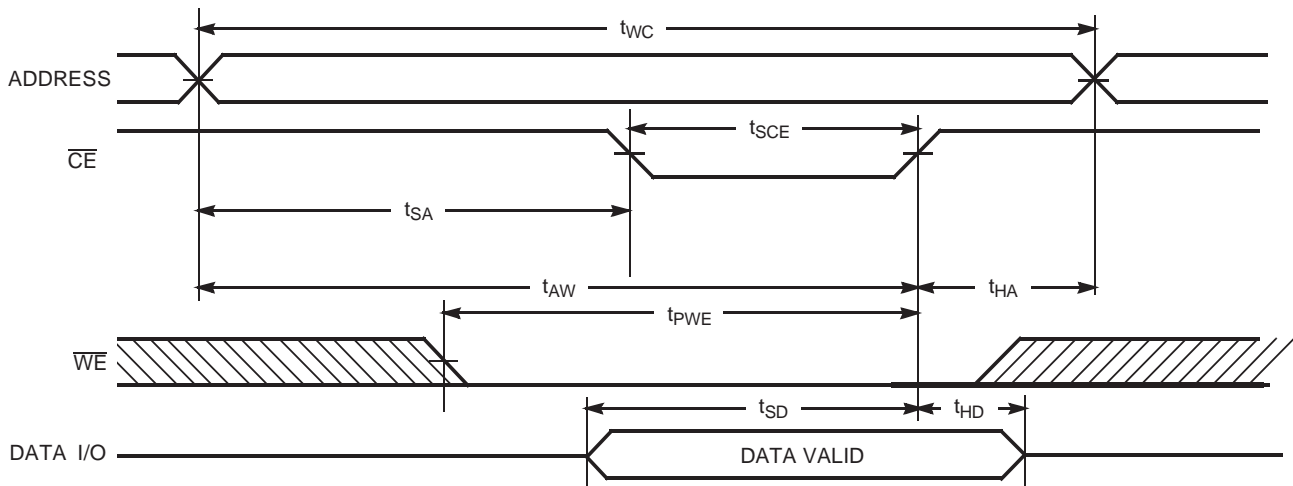 tWC
ADDRESS
tSCE
CE
tSA
tAW
tHA
tPWE
WE
tSD
tHD
DATA I/O
DATA VALID